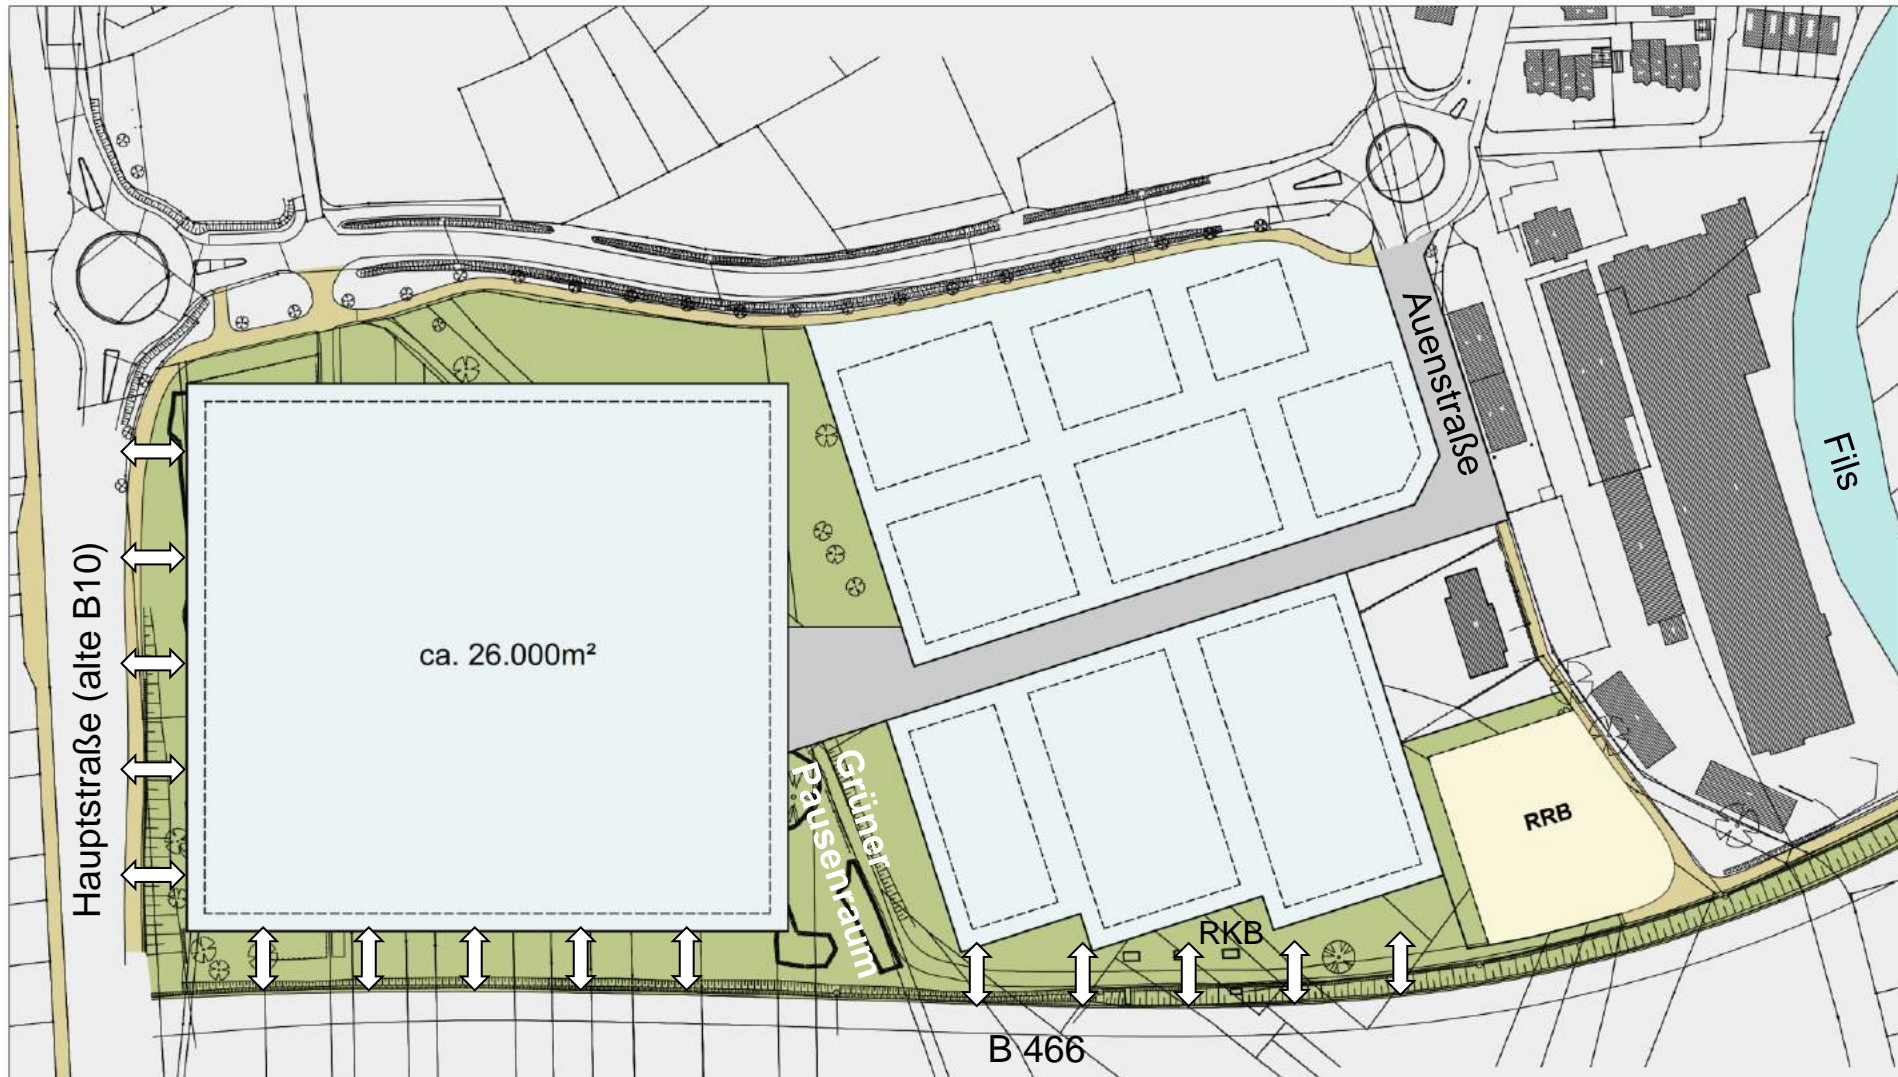 Auenstraße
Fils
Hauptstraße (alte B10)
ca. 26.000m²
Grüner
Pausenraum
RRB
RKB
B 466